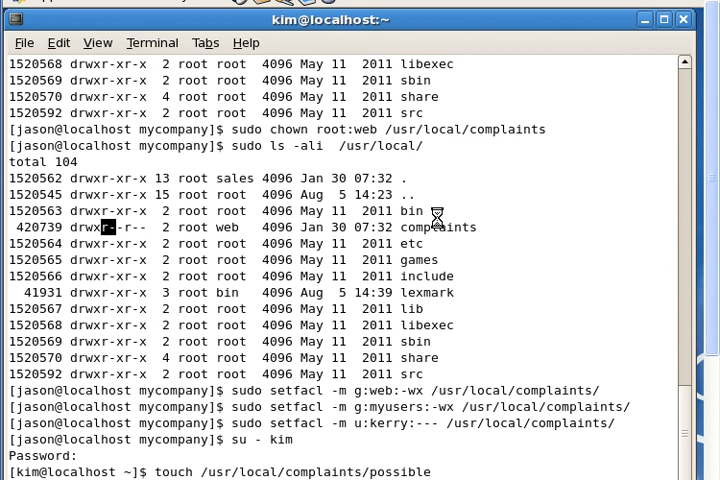 kim@localhost:~
File Edit View Terminal Tabs Help
1520568 drwxr-xr-x  2 root root  4096 May 11  2011 libexec
1520569 drwxr-xr-x  2 root root  4096 May 11  2011 sbin
1520570 drwxr-xr-x  4 root root  4096 May 11  2011 share
1520592 drwxr-xr-x  2 root root  4096 May 11  2011 src
[jason@localhost mycompany]$ sudo chown root:web /usr/local/complaints
[jason@localhost mycompany]$ sudo ls -ali  /usr/local/
total 104
1520562 drwxr-xr-x 13 root sales 4096 Jan 30 07:32 .
1520545 drwxr-xr-x 15 root root  4096 Aug  5 14:23 ..
1520563 drwxr-xr-x  2 root root  4096 May 11  2011 bin
 420739 drwxr--r--  2 root web   4096 Jan 30 07:32 complaints
1520564 drwxr-xr-x  2 root root  4096 May 11  2011 etc
1520565 drwxr-xr-x  2 root root  4096 May 11  2011 games
1520566 drwxr-xr-x  2 root root  4096 May 11  2011 include
  41931 drwxr-xr-x  3 root bin   4096 Aug  5 14:39 lexmark
1520567 drwxr-xr-x  2 root root  4096 May 11  2011 lib
1520568 drwxr-xr-x  2 root root  4096 May 11  2011 libexec
1520569 drwxr-xr-x  2 root root  4096 May 11  2011 sbin
1520570 drwxr-xr-x  4 root root  4096 May 11  2011 share
1520592 drwxr-xr-x  2 root root  4096 May 11  2011 src
[jason@localhost mycompany]$ sudo setfacl -m g:web:-wx /usr/local/complaints/
[jason@localhost mycompany]$ sudo setfacl -m g:myusers:-wx /usr/local/complaints/
[jason@localhost mycompany]$ sudo setfacl -m u:kerry:--- /usr/local/complaints/
[jason@localhost mycompany]$ su - kim
Password:
[kim@localhost ~]$ touch /usr/local/complaints/possible